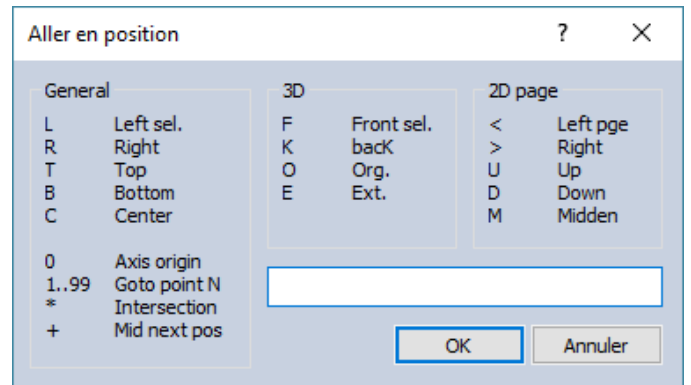 Aller en position ?
General
L Left sel.
R Right
T Top
B Bottom
C Center
0 Axis origin
1..99 Goto point N
* Intersection
+ Mid next pos
3D
F Front sel.
K bacK
O Org.
E Ext.
2D page
< Left pge
> Right
U Up
D Down
M Midden
OK Annuler